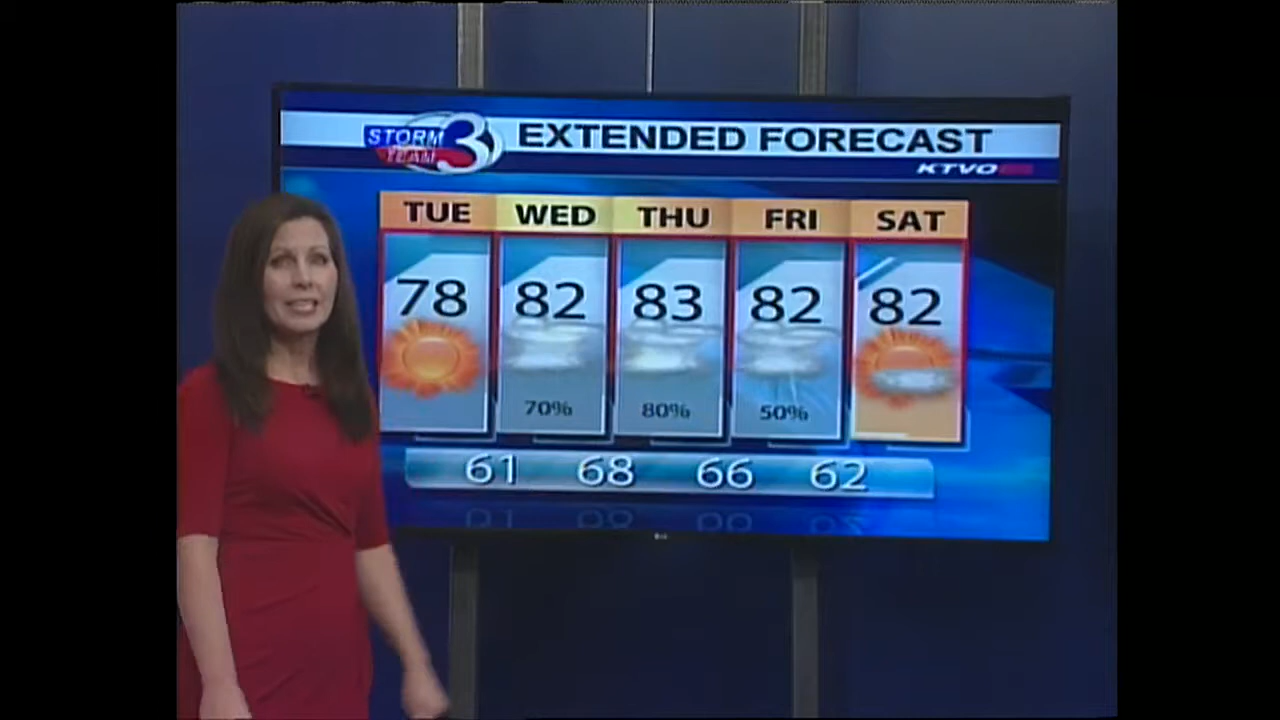 STORM TEAM 3
EXTENDED FORECAST
KTVO
TUE WED THU FRI SAT
78 82 83 82 82
70% 80% 50%
61 68 66 62
LG